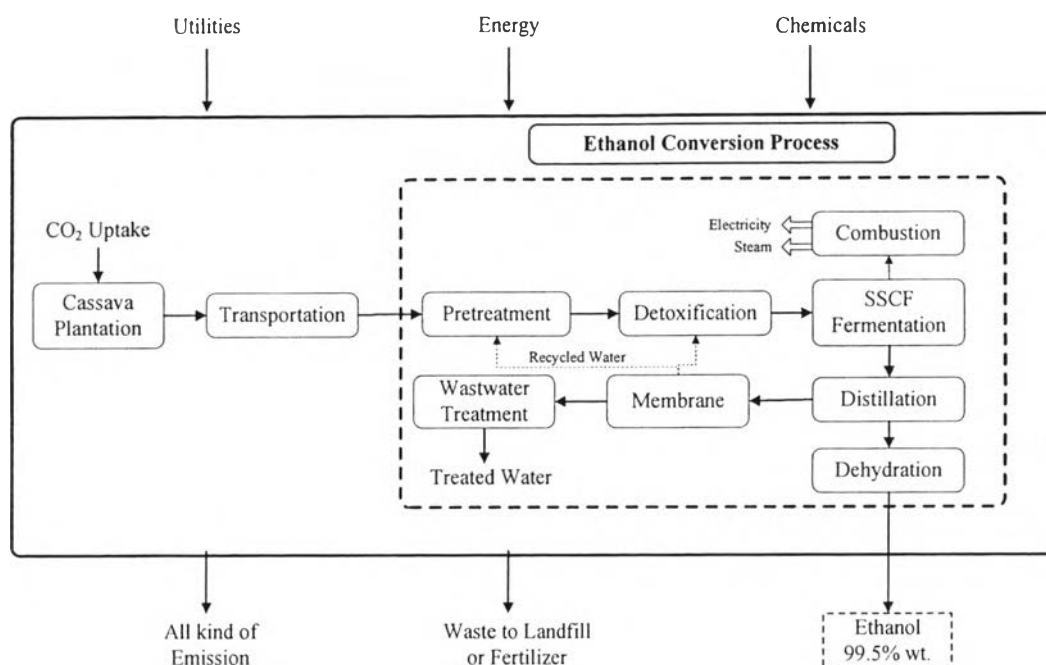 Utilities
Energy
Chemicals
Ethanol Conversion Process
CO₂ Uptake
Cassava
Plantation
Transportation
Pretreatment
Detoxification
Electricity
Steam
Combustion
SSCF
Fermentation
Recycled Water
Wastwater
Treatment
Membrane
Distillation
Treated Water
Dehydration
All kind of
Emission
Waste to Landfill
or Fertilizer
Ethanol
99.5% wt.